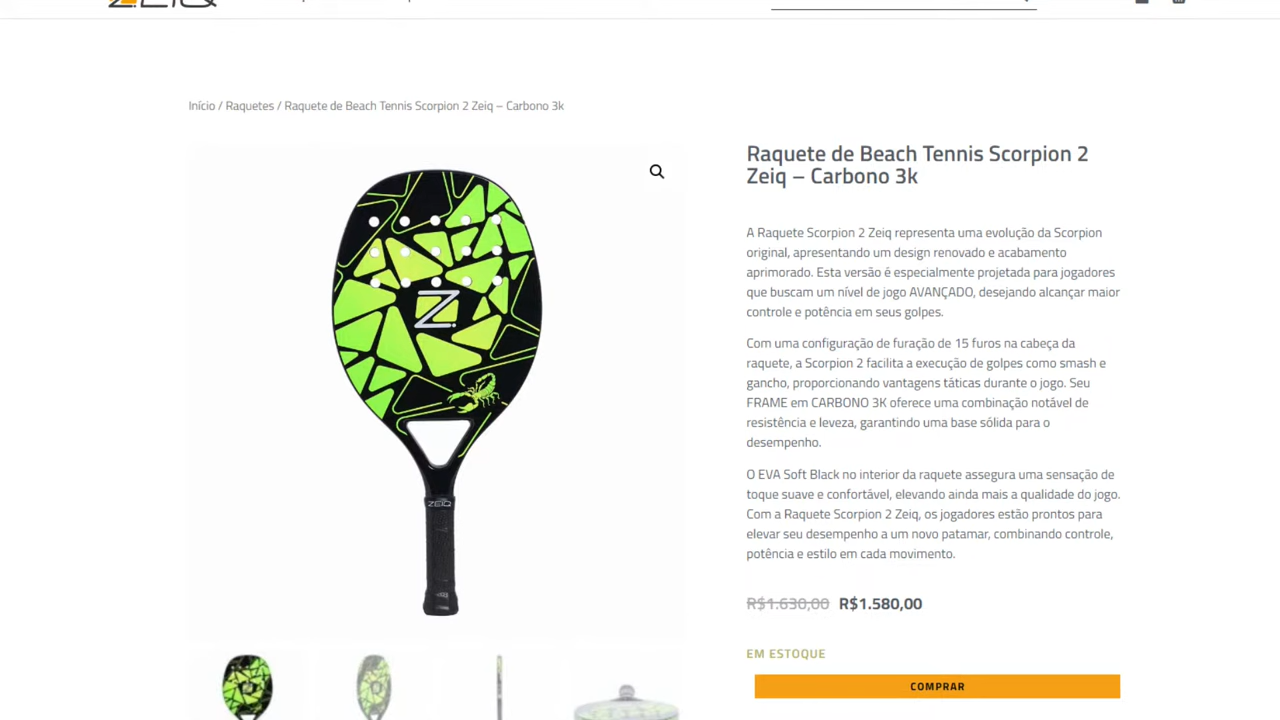 ZEIQ
Início / Raquetes / Raquete de Beach Tennis Scorpion 2 Zeiq – Carbono 3k
Raquete de Beach Tennis Scorpion 2
Zeiq – Carbono 3k
A Raquete Scorpion 2 Zeiq representa uma evolução da Scorpion
original, apresentando um design renovado e acabamento
aprimorado. Esta versão é especialmente projetada para jogadores
que buscam um nível de jogo AVANÇADO, desejando alcançar maior
controle e potência em seus golpes.
Com uma configuração de furação de 15 furos na cabeça da
raquete, a Scorpion 2 facilita a execução de golpes como smash e
gancho, proporcionando vantagens táticas durante o jogo. Seu
FRAME em CARBONO 3K oferece uma combinação notável de
resistência e leveza, garantindo uma base sólida para o
desempenho.
O EVA Soft Black no interior da raquete assegura uma sensação de
toque suave e confortável, elevando ainda mais a qualidade do jogo.
Com a Raquete Scorpion 2 Zeiq, os jogadores estão prontos para
elevar seu desempenho a um novo patamar, combinando controle,
potência e estilo em cada movimento.
R$1.630,00 R$1.580,00
EM ESTOQUE
COMPRAR
Z.
ZEIQ